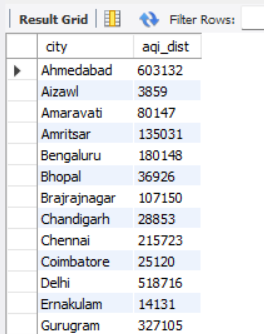 Result Grid Filter Rows:
city aqi_dist
Ahmedabad 603132
Aizawl 3859
Amaravati 80147
Amritsar 135031
Bengaluru 180148
Bhopal 36926
Brajrajnagar 107150
Chandigarh 28853
Chennai 215723
Coimbatore 25120
Delhi 518716
Ernakulam 14131
Gurugram 327105